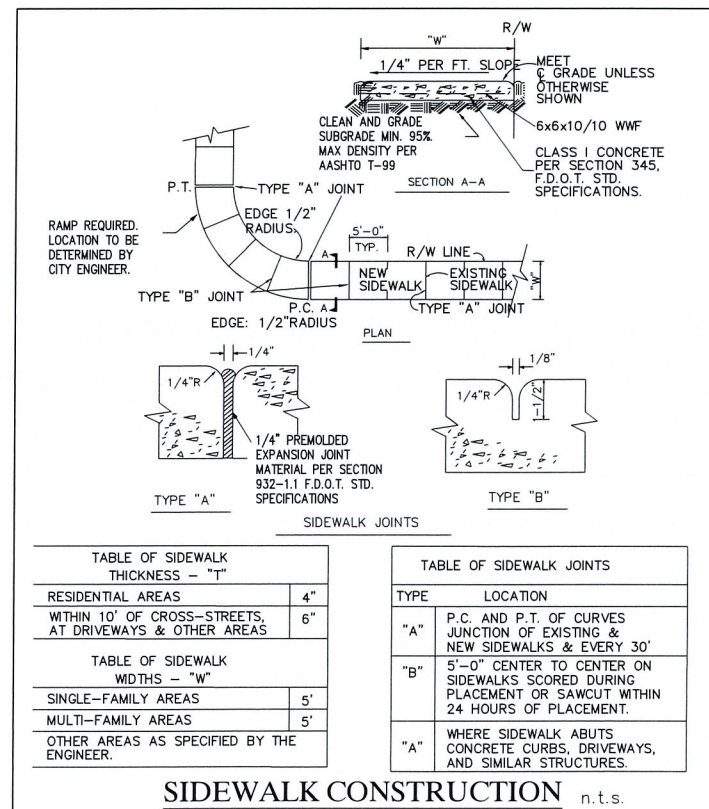 R/W
"W"
1/4" PER FT. SLOPE
MEET
℄ GRADE UNLESS
OTHERWISE
SHOWN
CLEAN AND GRADE
SUBGRADE MIN. 95%.
MAX DENSITY PER
AASHTO T-99
6x6x10/10 WWF
CLASS I CONCRETE
PER SECTION 345,
F.D.O.T. STD.
SPECIFICATIONS.
SECTION A-A
P.T.
TYPE "A" JOINT
EDGE 1/2"
RADIUS.
RAMP REQUIRED.
LOCATION TO BE
DETERMINED BY
CITY ENGINEER.
5'-0"
TYP.
A
R/W LINE
NEW
SIDEWALK
EXISTING
SIDEWALK
"W"
TYPE "B" JOINT
P.C.
A
TYPE "A" JOINT
EDGE: 1/2"RADIUS
PLAN
1/4"
1/4"R
1/4" PREMOLDED
EXPANSION JOINT
MATERIAL PER SECTION
932-1.1 F.D.O.T. STD.
SPECIFICATIONS
TYPE "A"
1/8"
1/4"R
1-1/2"
TYPE "B"
SIDEWALK JOINTS
TABLE OF SIDEWALK
THICKNESS - "T"
RESIDENTIAL AREAS 4"
WITHIN 10' OF CROSS-STREETS,
AT DRIVEWAYS & OTHER AREAS 6"
TABLE OF SIDEWALK
WIDTHS - "W"
SINGLE-FAMILY AREAS 5'
MULTI-FAMILY AREAS 5'
OTHER AREAS AS SPECIFIED BY THE
ENGINEER.
TABLE OF SIDEWALK JOINTS
TYPE LOCATION
"A" P.C. AND P.T. OF CURVES
JUNCTION OF EXISTING &
NEW SIDEWALKS & EVERY 30'
"B" 5'-0" CENTER TO CENTER ON
SIDEWALKS SCORED DURING
PLACEMENT OR SAWCUT WITHIN
24 HOURS OF PLACEMENT.
"A" WHERE SIDEWALK ABUTS
CONCRETE CURBS, DRIVEWAYS,
AND SIMILAR STRUCTURES.
SIDEWALK CONSTRUCTION n.t.s.